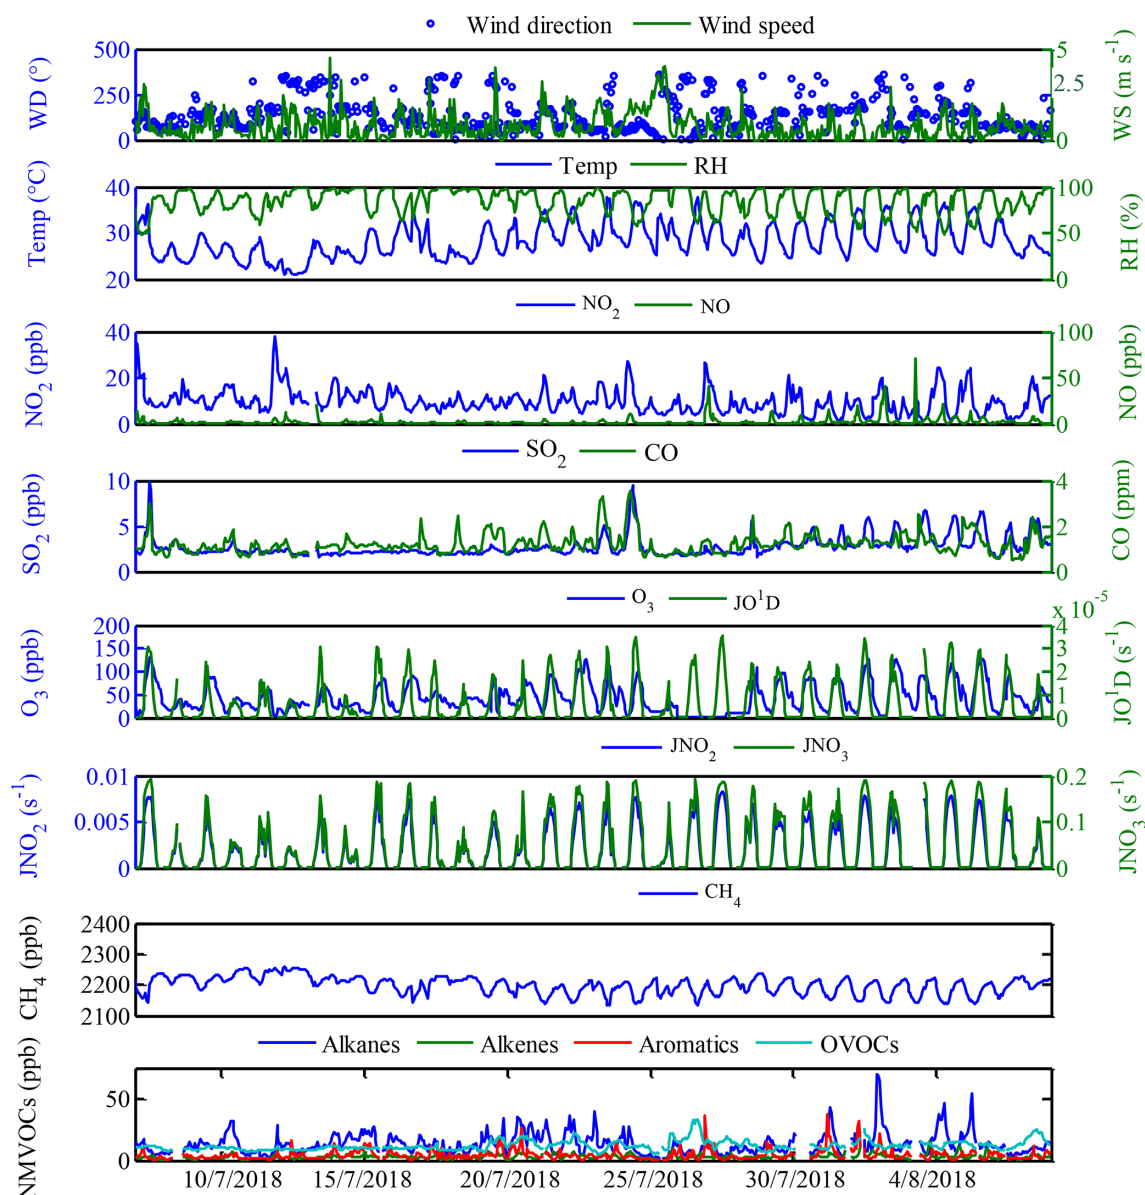 Wind direction Wind speed
WD (°)
500
250
0
WS (m s⁻¹)
5
2.5
0
Temp RH
Temp (°C)
40
30
20
RH (%)
100
50
0
NO₂ NO
NO₂ (ppb)
40
20
0
NO (ppb)
100
50
0
SO₂ CO
SO₂ (ppb)
10
5
0
CO (ppm)
4
2
0
O₃ JO¹D
O₃ (ppb)
200
150
100
50
0
x 10⁻⁵
JO¹D (s⁻¹)
4
3
2
1
0
JNO₂ JNO₃
JNO₂ (s⁻¹)
0.01
0.005
0
JNO₃ (s⁻¹)
0.2
0.1
0
CH₄
CH₄ (ppb)
2400
2300
2200
2100
Alkanes Alkenes Aromatics OVOCs
NMVOCs (ppb)
50
0
10/7/2018 15/7/2018 20/7/2018 25/7/2018 30/7/2018 4/8/2018